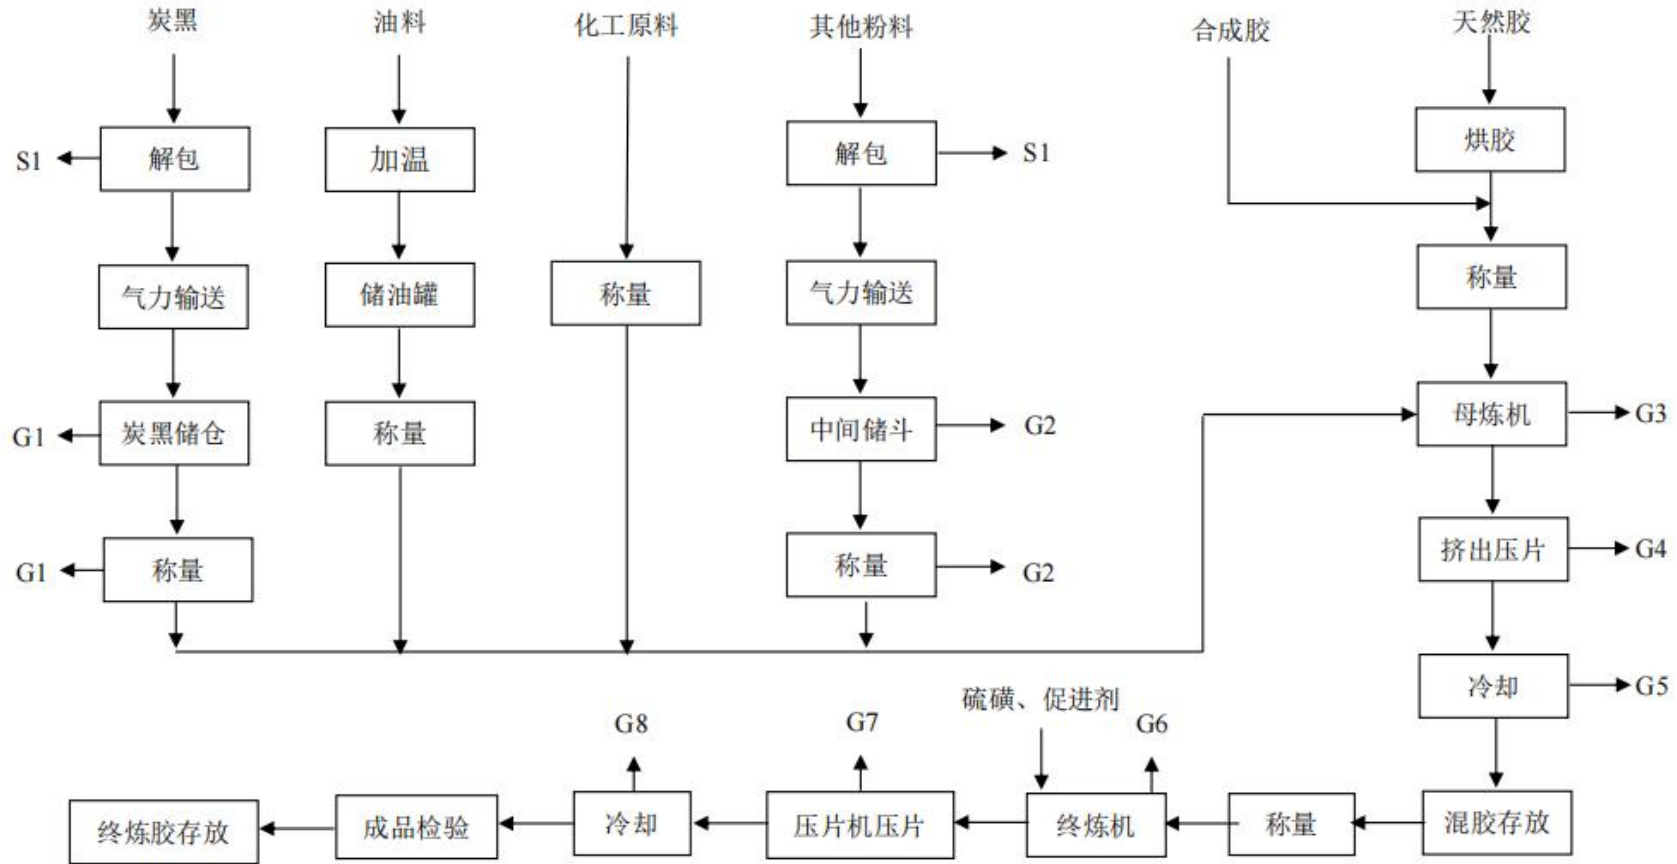 炭黑
油料
化工原料
其他粉料
合成胶
天然胶
S1
解包
加温
解包
S1
烘胶
气力输送
储油罐
称量
气力输送
称量
G1
炭黑储仓
称量
中间储斗
G2
母炼机
G3
G1
称量
称量
G2
挤出压片
G4
冷却
G5
硫磺、促进剂
G8
G7
G6
终炼胶存放
成品检验
冷却
压片机压片
终炼机
称量
混胶存放